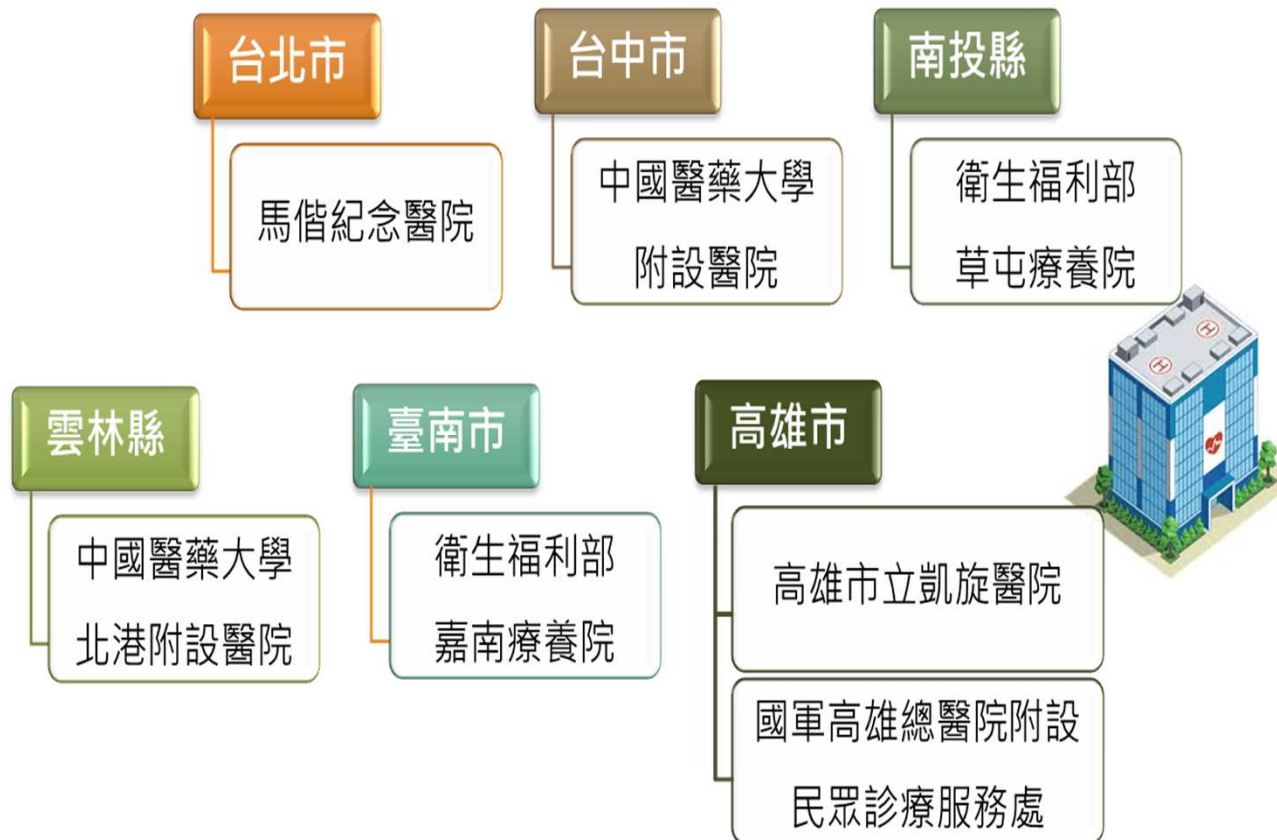 台北市
馬偕紀念醫院
台中市
中國醫藥大學
附設醫院
南投縣
衛生福利部
草屯療養院
H
H
雲林縣
中國醫藥大學
北港附設醫院
臺南市
衛生福利部
嘉南療養院
高雄市
高雄市立凱旋醫院
國軍高雄總醫院附設
民眾診療服務處